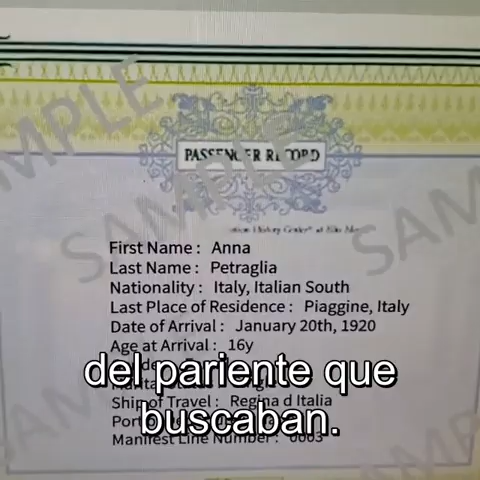 SAMPLE
SAMPLE
SAMPLE
PASSENGER RECORD
First Name : Anna
Last Name : Petraglia
Nationality : Italy, Italian South
Last Place of Residence : Piaggine, Italy
Date of Arrival : January 20th, 1920
Age at Arrival : 16y
del pariente que
Ship of Travel : Regina d Italia
buscaban.
Manifest Line Number : 0003